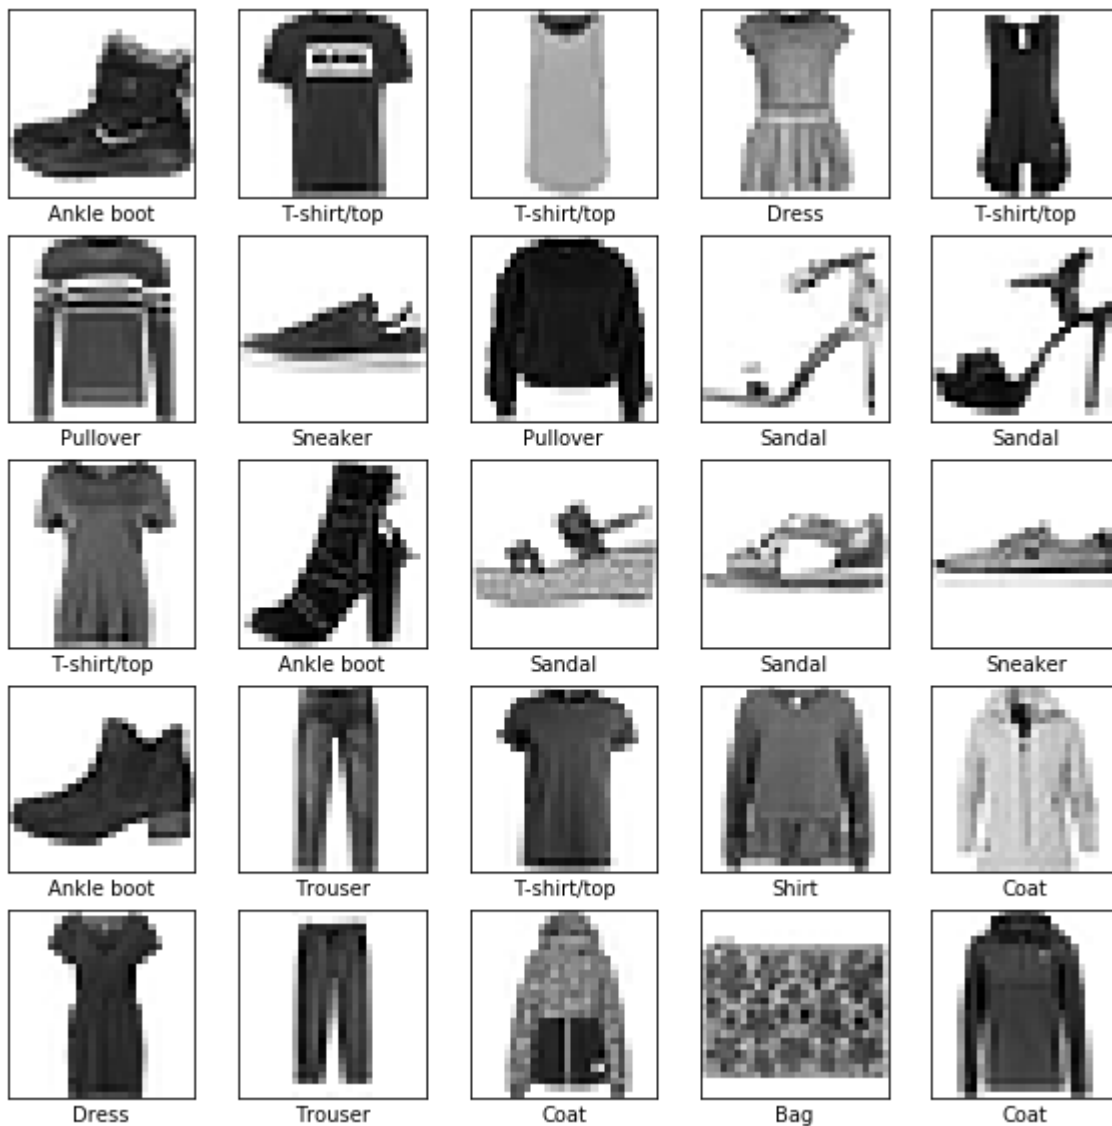 Ankle boot T-shirt/top T-shirt/top Dress T-shirt/top
Pullover Sneaker Pullover Sandal Sandal
T-shirt/top Ankle boot Sandal Sandal Sneaker
Ankle boot Trouser T-shirt/top Shirt Coat
Dress Trouser Coat Bag Coat